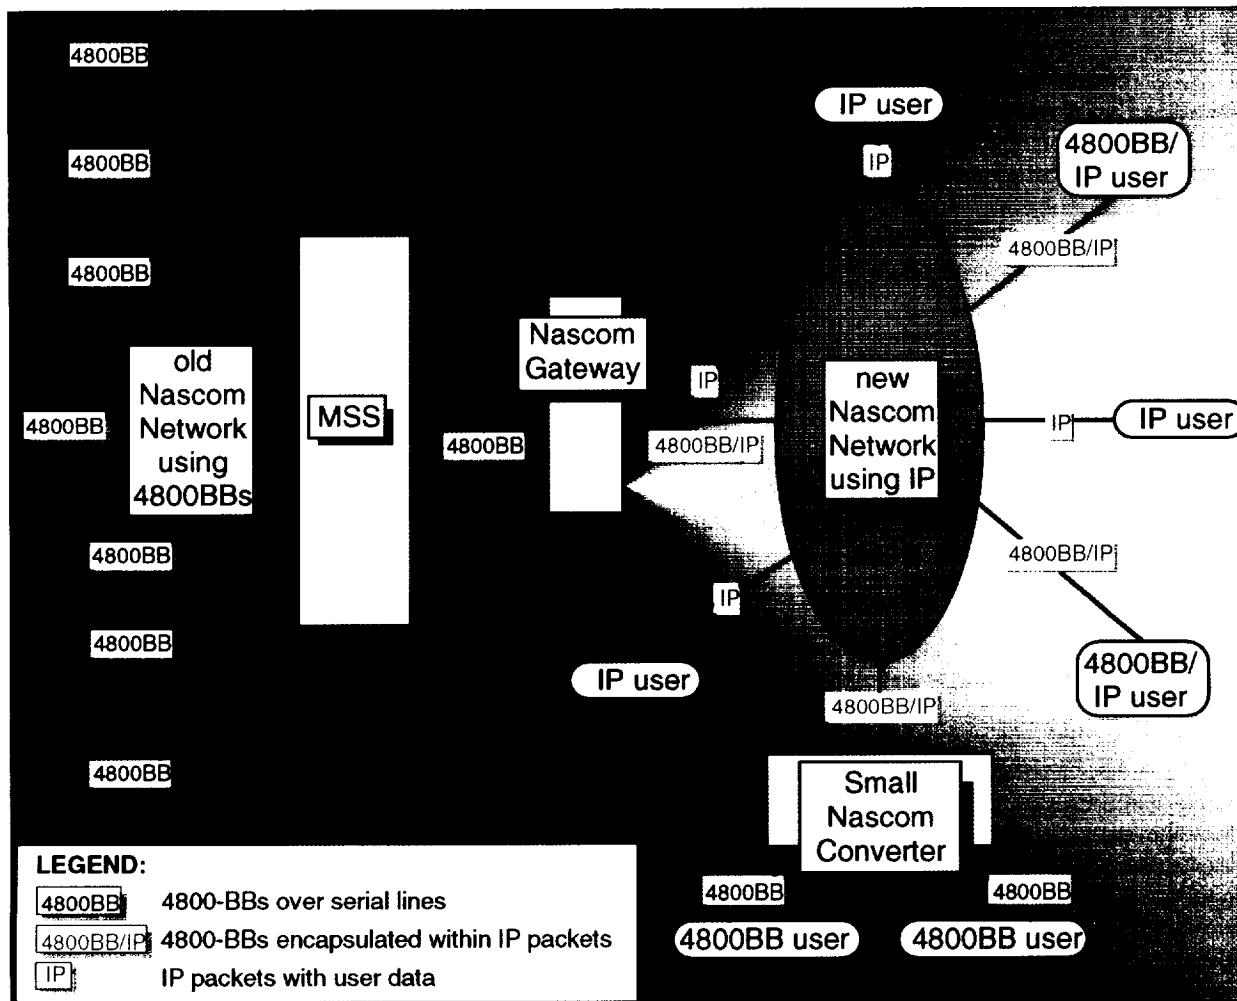 4800BB
IP user
4800BB/
IP user
4800BB
IP
4800BB/IP
4800BB
Nascom
Gateway
old
Nascom
Network
using
4800BBs
MSS
IP
new
Nascom
Network
using IP
4800BB
4800BB
4800BB/IP
IP
IP user
4800BB
4800BB/IP
IP
4800BB
IP user
4800BB/IP
4800BB/
IP user
4800BB
Small
Nascom
Converter
4800BB
4800BB
4800BB user
4800BB user
LEGEND:
4800BB 4800-BBs over serial lines
4800BB/IP 4800-BBs encapsulated within IP packets
IP IP packets with user data